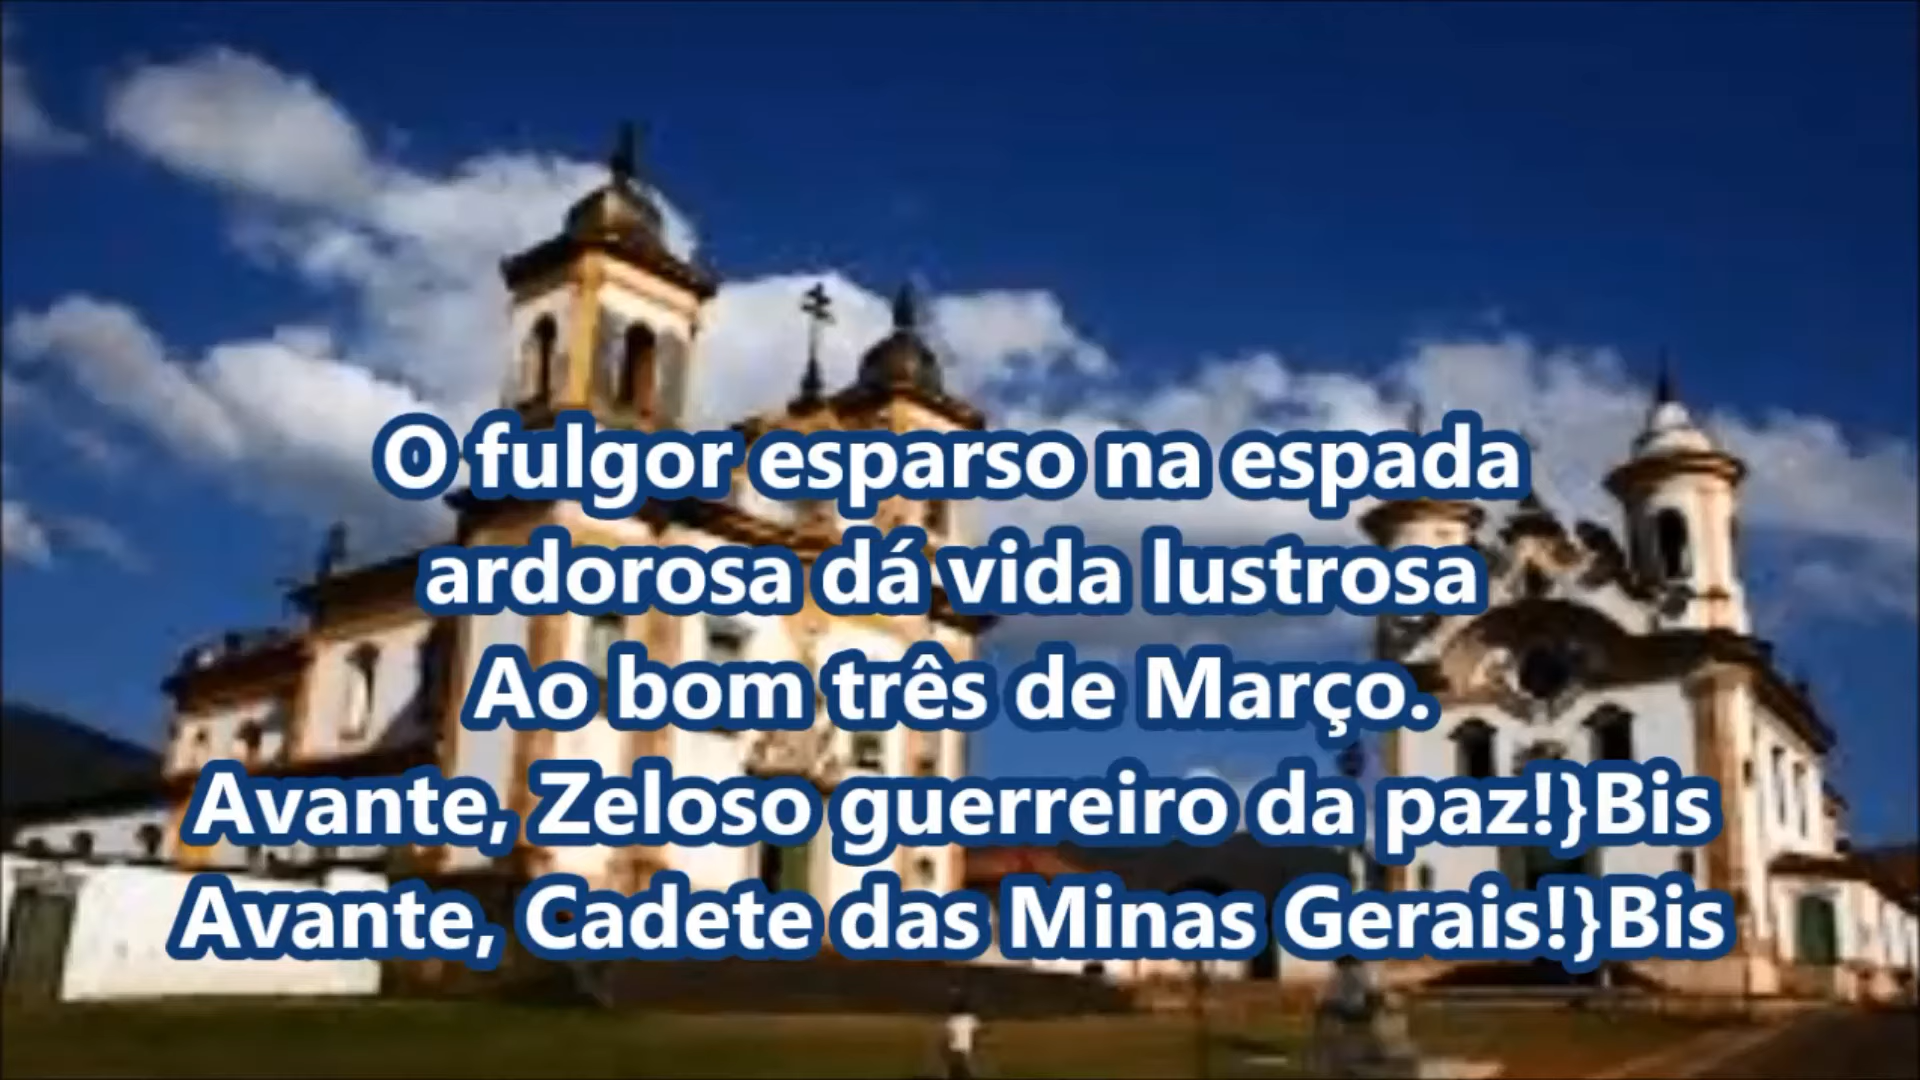 O fulgor esparso na espada
ardorosa dá vida lustrosa
Ao bom três de Março.
Avante, Zeloso guerreiro da paz!}Bis
Avante, Cadete das Minas Gerais!}Bis